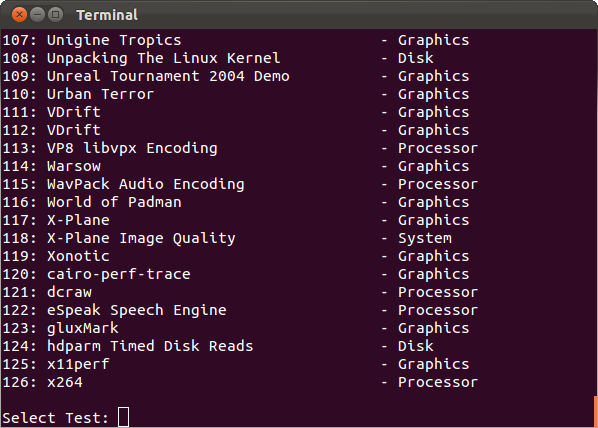 Terminal
107: Unigine Tropics - Graphics
108: Unpacking The Linux Kernel - Disk
109: Unreal Tournament 2004 Demo - Graphics
110: Urban Terror - Graphics
111: VDrift - Graphics
112: VDrift - Graphics
113: VP8 libvpx Encoding - Processor
114: Warsow - Graphics
115: WavPack Audio Encoding - Processor
116: World of Padman - Graphics
117: X-Plane - Graphics
118: X-Plane Image Quality - System
119: Xonotic - Graphics
120: cairo-perf-trace - Graphics
121: dcraw - Processor
122: eSpeak Speech Engine - Processor
123: gluxMark - Graphics
124: hdparm Timed Disk Reads - Disk
125: x11perf - Graphics
126: x264 - Processor
Select Test: